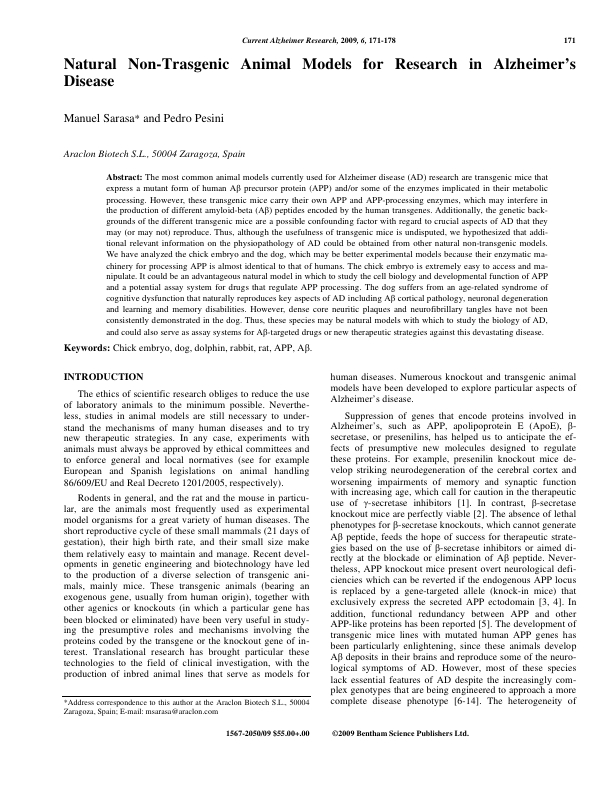 Current Alzheimer Research, 2009, 6, 171-178 171
Natural Non-Trasgenic Animal Models for Research in Alzheimer's
Disease
Manuel Sarasa* and Pedro Pesini
Araclon Biotech S.L., 50004 Zaragoza, Spain
Abstract: The most common animal models currently used for Alzheimer disease (AD) research are transgenic mice that
express a mutant form of human Aβ precursor protein (APP) and/or some of the enzymes implicated in their metabolic
processing. However, these transgenic mice carry their own APP and APP-processing enzymes, which may interfere in
the production of different amyloid-beta (Aβ) peptides encoded by the human transgenes. Additionally, the genetic back-
grounds of the different transgenic mice are a possible confounding factor with regard to crucial aspects of AD that they
may (or may not) reproduce. Thus, although the usefulness of transgenic mice is undisputed, we hypothesized that addi-
tional relevant information on the physiopathology of AD could be obtained from other natural non-transgenic models.
We have analyzed the chick embryo and the dog, which may be better experimental models because their enzymatic ma-
chinery for processing APP is almost identical to that of humans. The chick embryo is extremely easy to access and ma-
nipulate. It could be an advantageous natural model in which to study the cell biology and developmental function of APP
and a potential assay system for drugs that regulate APP processing. The dog suffers from an age-related syndrome of
cognitive dysfunction that naturally reproduces key aspects of AD including Aβ cortical pathology, neuronal degeneration
and learning and memory disabilities. However, dense core neuritic plaques and neurofibrillary tangles have not been
consistently demonstrated in the dog. Thus, these species may be natural models with which to study the biology of AD,
and could also serve as assay systems for Aβ-targeted drugs or new therapeutic strategies against this devastating disease.
Keywords: Chick embryo, dog, dolphin, rabbit, rat, APP, Aβ.
INTRODUCTION
The ethics of scientific research obliges to reduce the use
of laboratory animals to the minimum possible. Neverthe-
less, studies in animal models are still necessary to under-
stand the mechanisms of many human diseases and to try
new therapeutic strategies. In any case, experiments with
animals must always be approved by ethical committees and
to enforce general and local normatives (see for example
European and Spanish legislations on animal handling
86/609/EU and Real Decreto 1201/2005, respectively).
Rodents in general, and the rat and the mouse in particu-
lar, are the animals most frequently used as experimental
model organisms for a great variety of human diseases. The
short reproductive cycle of these small mammals (21 days of
gestation), their high birth rate, and their small size make
them relatively easy to maintain and manage. Recent devel-
opments in genetic engineering and biotechnology have led
to the production of a diverse selection of transgenic ani-
mals, mainly mice. These transgenic animals (bearing an
exogenous gene, usually from human origin), together with
other agenics or knockouts (in which a particular gene has
been blocked or eliminated) have been very useful in study-
ing the presumptive roles and mechanisms involving the
proteins coded by the transgene or the knockout gene of in-
terest. Translational research has brought particular these
technologies to the field of clinical investigation, with the
production of inbred animal lines that serve as models for
*Address correspondence to this author at the Araclon Biotech S.L., 50004
Zaragoza, Spain; E-mail: msarasa@araclon.com
human diseases. Numerous knockout and transgenic animal
models have been developed to explore particular aspects of
Alzheimer's disease.
Suppression of genes that encode proteins involved in
Alzheimer's, such as APP, apolipoprotein E (ApoE), β-
secretase, or presenilins, has helped us to anticipate the ef-
fects of presumptive new molecules designed to regulate
these proteins. For example, presenilin knockout mice de-
velop striking neurodegeneration of the cerebral cortex and
worsening impairments of memory and synaptic function
with increasing age, which call for caution in the therapeutic
use of γ-secretase inhibitors [1]. In contrast, β-secretase
knockout mice are perfectly viable [2]. The absence of lethal
phenotypes for β-secretase knockouts, which cannot generate
Aβ peptide, feeds the hope of success for therapeutic strate-
gies based on the use of β-secretase inhibitors or aimed di-
rectly at the blockade or elimination of Aβ peptide. Never-
theless, APP knockout mice present overt neurological defi-
ciencies which can be reverted if the endogenous APP locus
is replaced by a gene-targeted allele (knock-in mice) that
exclusively express the secreted APP ectodomain [3, 4]. In
addition, functional redundancy between APP and other
APP-like proteins has been reported [5]. The development of
transgenic mice lines with mutated human APP genes has
been particularly enlightening, since these animals develop
Aβ deposits in their brains and reproduce some of the neuro-
logical symptoms of AD. However, most of these species
lack essential features of AD despite the increasingly com-
plex genotypes that are being engineered to approach a more
complete disease phenotype [6-14]. The heterogeneity of
1567-2050/09 $55.00+.00 ©2009 Bentham Science Publishers Ltd.